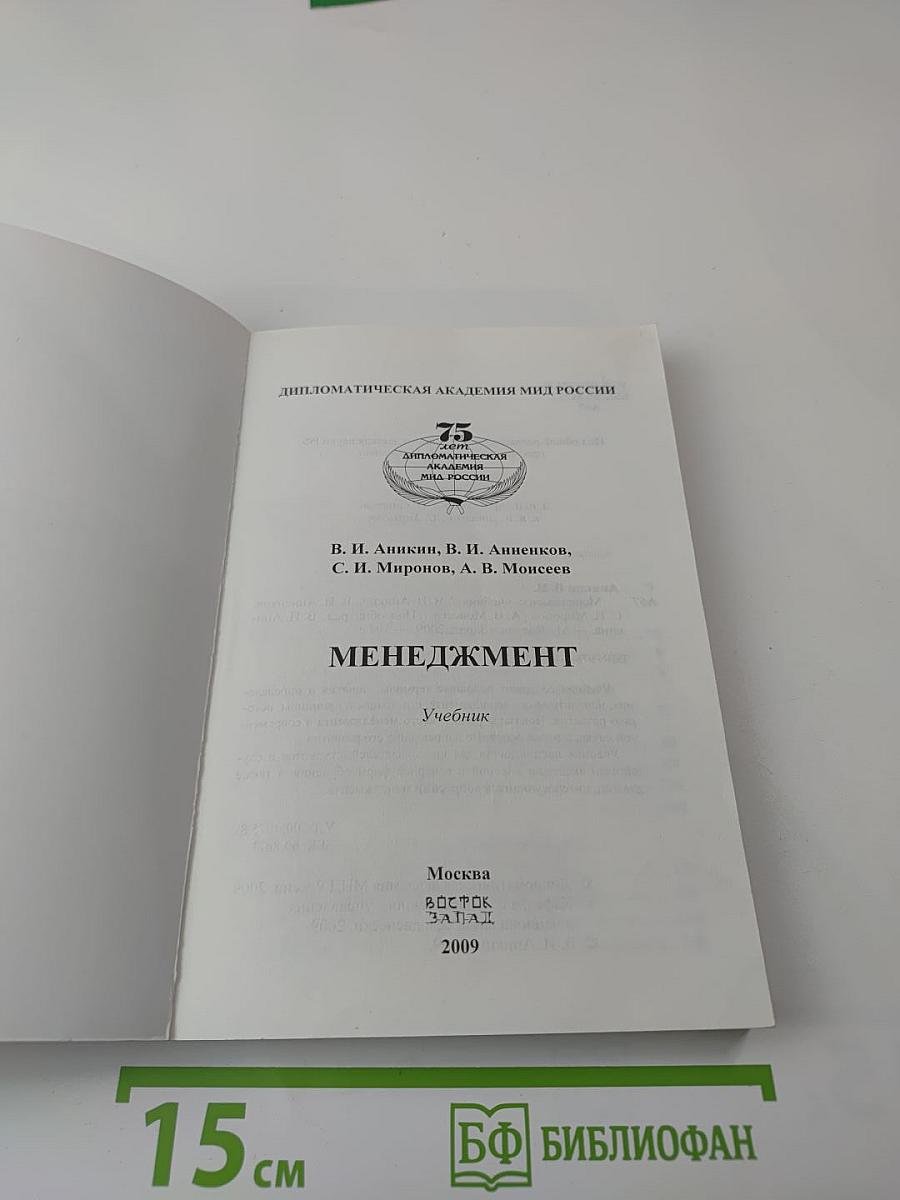 ДИПЛОМАТИЧЕСКАЯ АКАДЕМИЯ МИД РОССИИ
75
лет
ДИПЛОМАТИЧЕСКАЯ
АКАДЕМИЯ
МИД РОССИИ
В. И. Аникин, В. И. Анненков,
С. И. Миронов, А. В. Моисеев
МЕНЕДЖМЕНТ
Учебник
Москва
ВОСТОК
ЗАПАД
2009
15 см
БФ БИБЛИОФАН